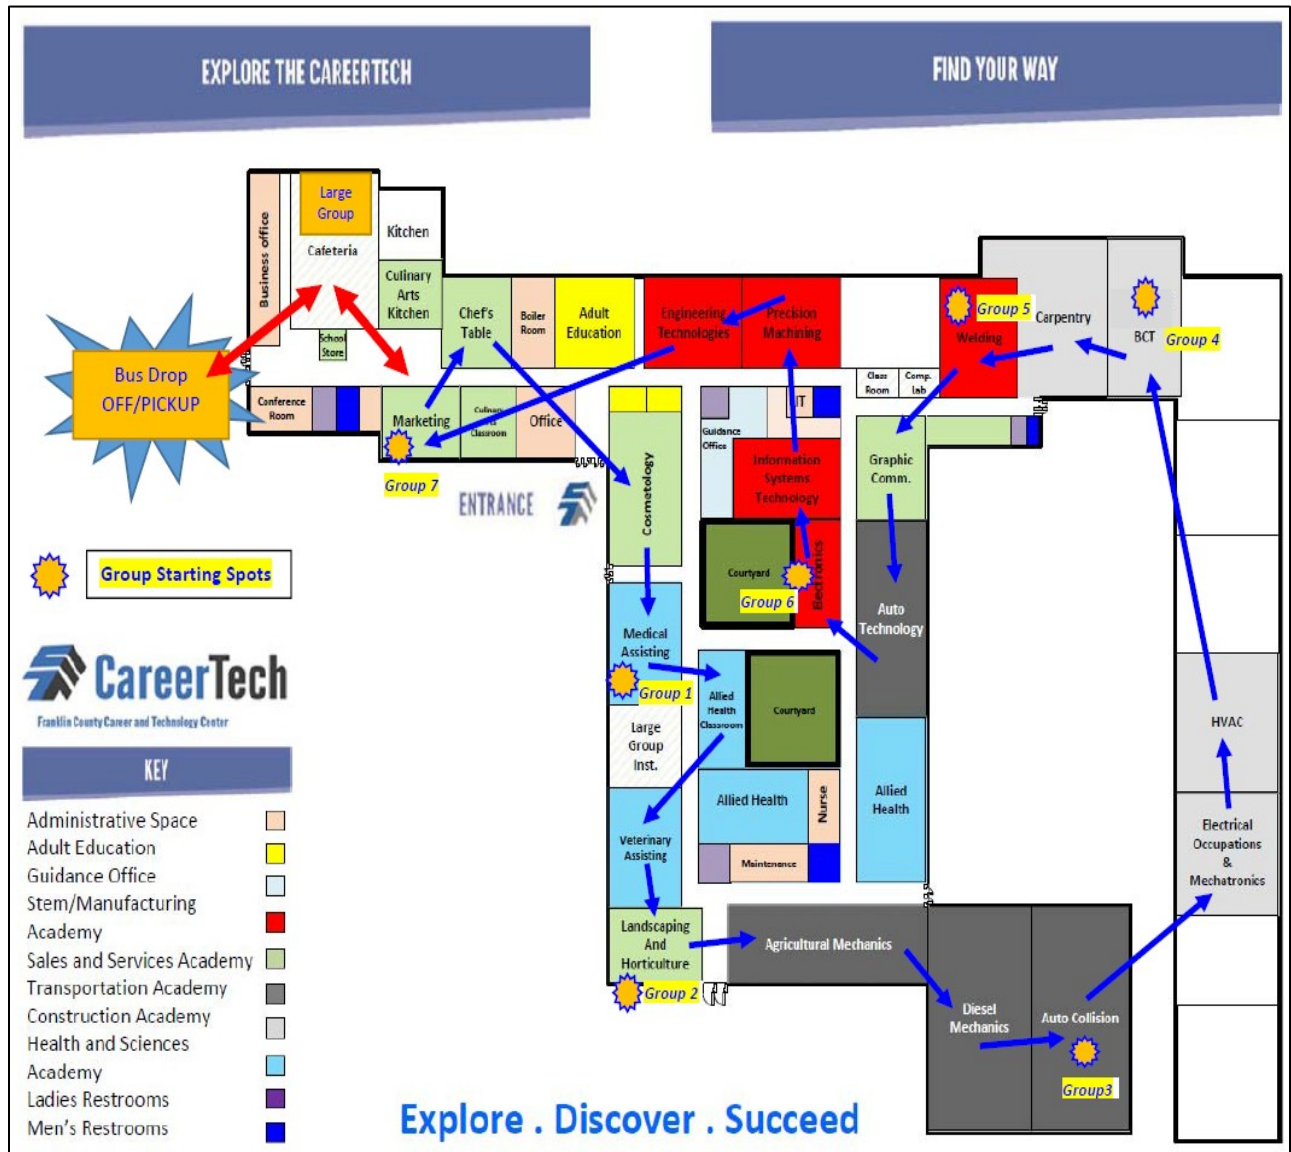 EXPLORE THE CAREERTECH
FIND YOUR WAY
Business office
Large
Group
Cafeteria
Kitchen
Culinary
Arts
Kitchen
School
Store
Chef's
Table
Boiler
Room
Adult
Education
Engineering
Technologies
Precision
Machining
Group 5
Welding
Carpentry
BCT
Group 4
Class
Room
Comp.
lab
Bus Drop
OFF/PICKUP
Conference
Room
Marketing
Culinary
Classroom
Office
Group 7
ENTRANCE
Cosmetology
Guidance
Office
IT
Information
Systems
Technology
Graphic
Comm.
Group Starting Spots
Courtyard
Electronics
Group 6
Auto
Technology
Medical
Assisting
Group 1
Allied
Health
Classroom
Courtyard
Large
Group
Inst.
HVAC
CareerTech
Franklin County Career and Technology Center
Allied Health
Nurse
Allied
Health
Veterinary
Assisting
Maintenance
Electrical
Occupations
&
Mechatronics
Landscaping
And
Horticulture
Agricultural Mechanics
Group 2
Diesel
Mechanics
Auto Collision
Group3
KEY
Administrative Space
Adult Education
Guidance Office
Stem/Manufacturing
Academy
Sales and Services Academy
Transportation Academy
Construction Academy
Health and Sciences
Academy
Ladies Restrooms
Men's Restrooms
Explore . Discover . Succeed